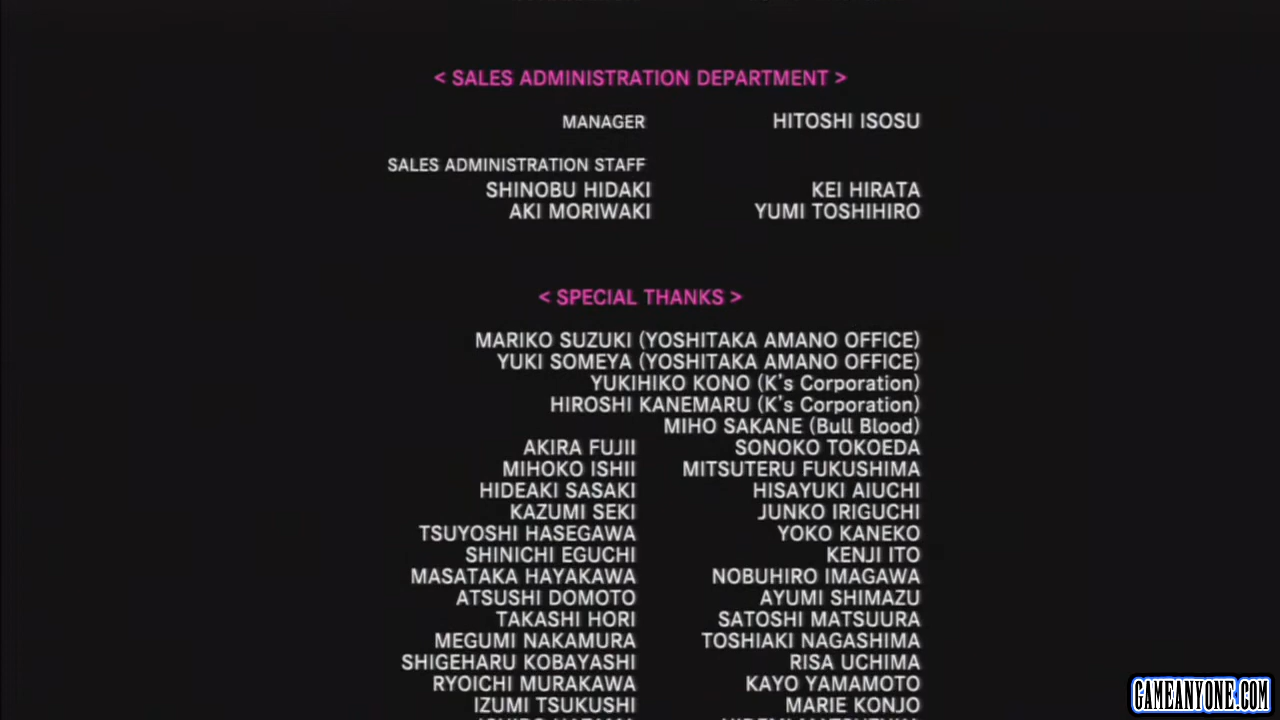 < SALES ADMINISTRATION DEPARTMENT >
MANAGER HITOSHI ISOSU
SALES ADMINISTRATION STAFF
SHINOBU HIDAKI KEI HIRATA
AKI MORIWAKI YUMI TOSHIHIRO
< SPECIAL THANKS >
MARIKO SUZUKI (YOSHITAKA AMANO OFFICE)
YUKI SOMEYA (YOSHITAKA AMANO OFFICE)
YUKIHIKO KONO (K's Corporation)
HIROSHI KANEMARU (K's Corporation)
MIHO SAKANE (Bull Blood)
AKIRA FUJII SONOKO TOKOEDA
MIHOKO ISHII MITSUTERU FUKUSHIMA
HIDEAKI SASAKI HISAYUKI AIUCHI
KAZUMI SEKI JUNKO IRIGUCHI
TSUYOSHI HASEGAWA YOKO KANEKO
SHINICHI EGUCHI KENJI ITO
MASATAKA HAYAKAWA NOBUHIRO IMAGAWA
ATSUSHI DOMOTO AYUMI SHIMAZU
TAKASHI HORI SATOSHI MATSUURA
MEGUMI NAKAMURA TOSHIAKI NAGASHIMA
SHIGEHARU KOBAYASHI RISA UCHIMA
RYOICHI MURAKAWA KAYO YAMAMOTO
IZUMI TSUKUSHI MARIE KONJO
GAMEANYONE.COM